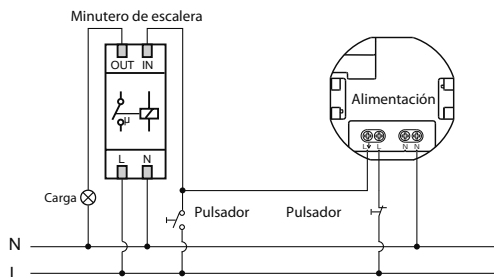 Minutero de escalera
OUT IN
µ
L N
Alimentación
L↓ L N N
Carga
Pulsador
Pulsador
N
L